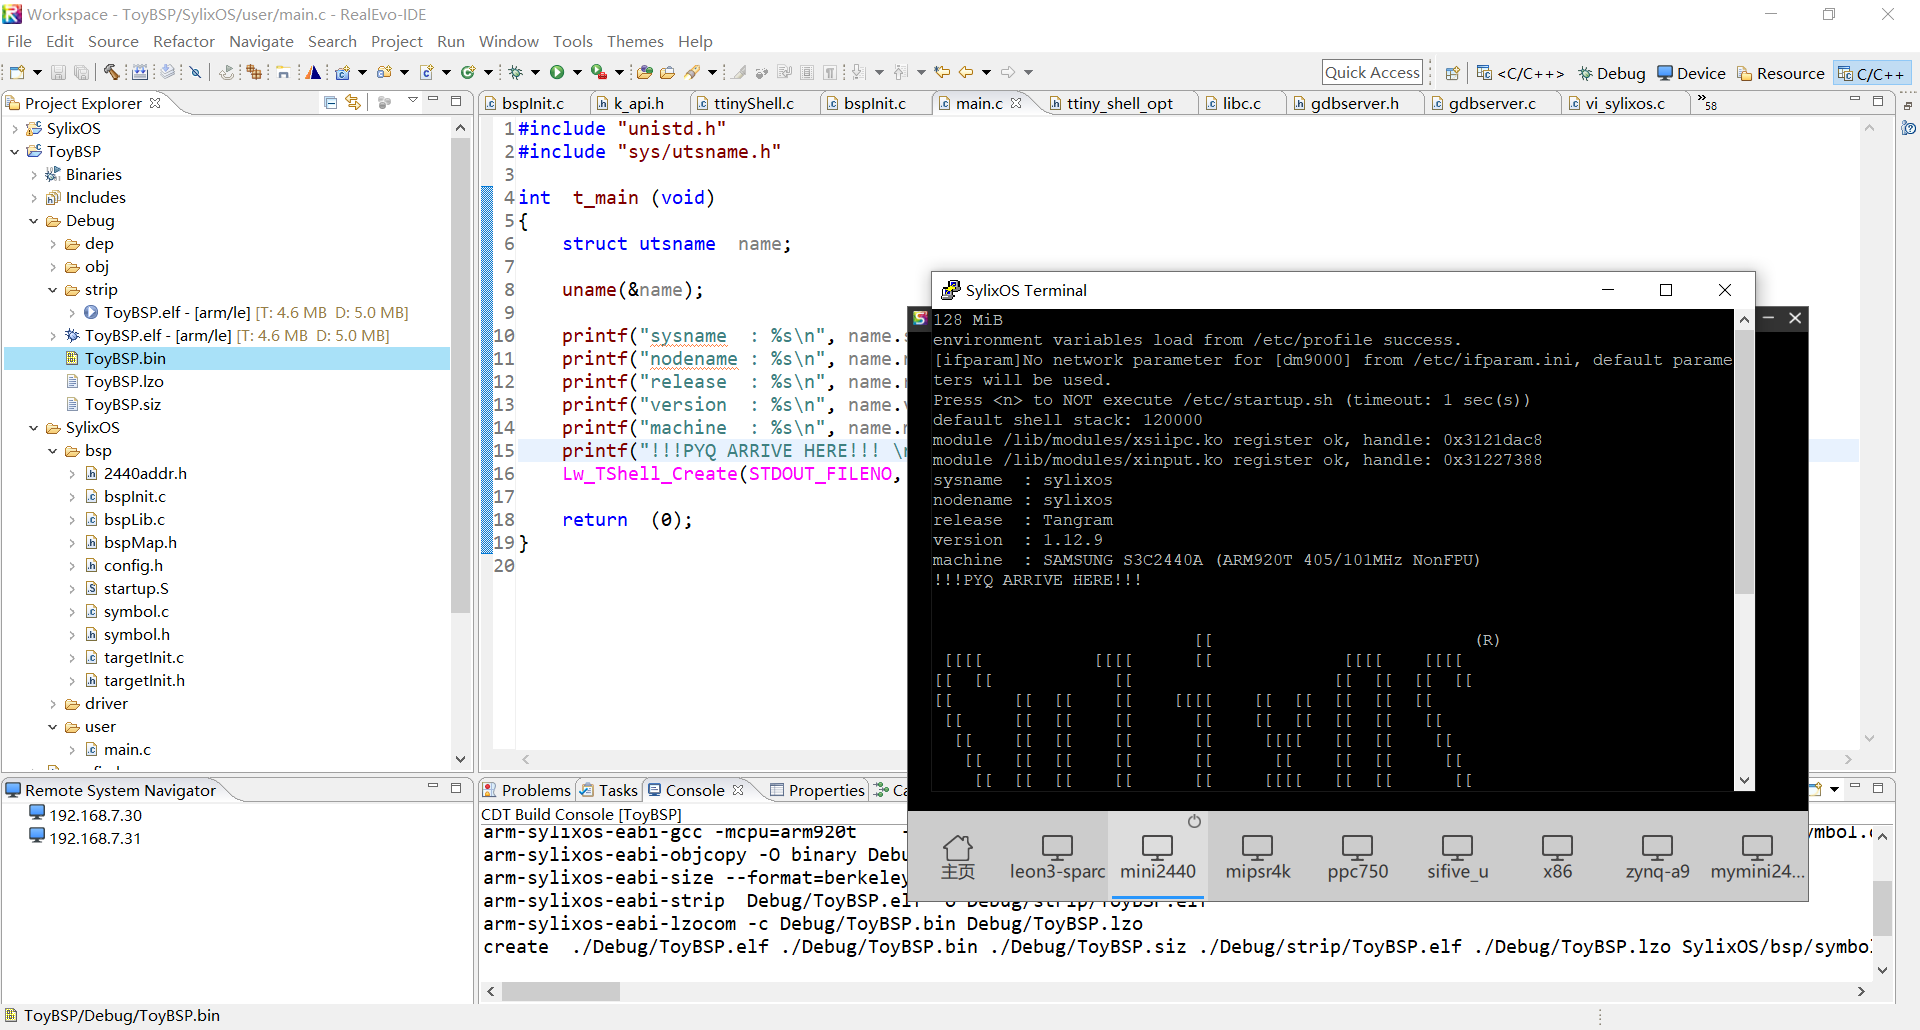 Workspace - ToyBSP/SylixOS/user/main.c - RealEvo-IDE
File Edit Source Refactor Navigate Search Project Run Window Tools Themes Help
Quick Access <C/C++> Debug Device Resource C/C++
Project Explorer
SylixOS
ToyBSP
Binaries
Includes
Debug
dep
obj
strip
ToyBSP.elf - [arm/le] [T: 4.6 MB D: 5.0 MB]
ToyBSP.elf - [arm/le] [T: 4.6 MB D: 5.0 MB]
ToyBSP.bin
ToyBSP.lzo
ToyBSP.siz
SylixOS
bsp
2440addr.h
bspInit.c
bspLib.c
bspMap.h
config.h
startup.S
symbol.c
symbol.h
targetInit.c
targetInit.h
driver
user
main.c
bspInit.c k_api.h ttinyShell.c bspInit.c main.c ttiny_shell_opt libc.c gdbserver.h gdbserver.c vi_sylixos.c »58
1 #include "unistd.h"
2 #include "sys/utsname.h"
3
4 int  t_main (void)
5 {
6     struct utsname  name;
7
8     uname(&name);
9
10     printf("sysname  : %s\n", name.
11     printf("nodename : %s\n", name.
12     printf("release  : %s\n", name.
13     printf("version  : %s\n", name.
14     printf("machine  : %s\n", name.
15     printf("!!!PYQ ARRIVE HERE!!! \
16     Lw_TShell_Create(STDOUT_FILENO,
17
18     return  (0);
19 }
20
SylixOS Terminal
128 MiB
environment variables load from /etc/profile success.
[ifparam]No network parameter for [dm9000] from /etc/ifparam.ini, default parame
ters will be used.
Press <n> to NOT execute /etc/startup.sh (timeout: 1 sec(s))
default shell stack: 120000
module /lib/modules/xsiipc.ko register ok, handle: 0x3121dac8
module /lib/modules/xinput.ko register ok, handle: 0x31227388
sysname  : sylixos
nodename : sylixos
release  : Tangram
version  : 1.12.9
machine  : SAMSUNG S3C2440A (ARM920T 405/101MHz NonFPU)
!!!PYQ ARRIVE HERE!!!
[[ (R)
[[[[ [[[[ [[ [[[[ [[[[
[[ [[ [[ [[ [[ [[ [[
[[ [[ [[ [[ [[[[ [[ [[ [[ [[ [[
[[ [[ [[ [[ [[ [[ [[ [[ [[ [[
[[ [[ [[ [[ [[ [[[[ [[ [[ [[
[[ [[ [[ [[ [[ [[ [[ [[ [[
[[ [[ [[ [[ [[ [[[[ [[ [[ [[
主页 leon3-sparc mini2440 mipsr4k ppc750 sifive_u x86 zynq-a9 mymini24...
Remote System Navigator
192.168.7.30
192.168.7.31
Problems Tasks Console Properties Ca
CDT Build Console [ToyBSP]
arm-sylixos-eabi-gcc -mcpu=arm920t
arm-sylixos-eabi-objcopy -O binary Debu
arm-sylixos-eabi-size --format=berkeley
arm-sylixos-eabi-strip  Debug/ToyBSP.elf -o Debug/strip/ToyBSP.elf
arm-sylixos-eabi-lzocom -c Debug/ToyBSP.bin Debug/ToyBSP.lzo
create  ./Debug/ToyBSP.elf ./Debug/ToyBSP.bin ./Debug/ToyBSP.siz ./Debug/strip/ToyBSP.elf ./Debug/ToyBSP.lzo SylixOS/bsp/symbo
ToyBSP/Debug/ToyBSP.bin